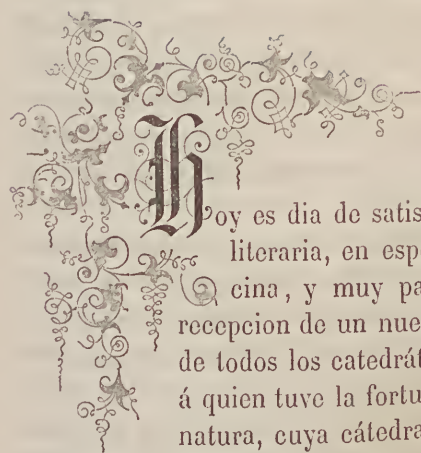 Hoy es dia de satis
literaria, en esp
cina, y muy pa
recepcion de un nue
de todos los catedrát
á quien tuve la fortu
natura, cuya cátedra